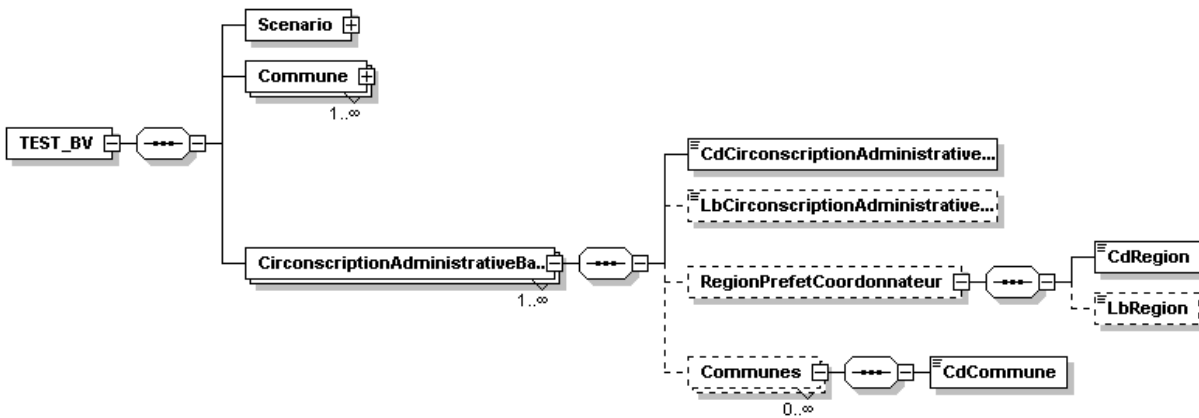 Scenario
Commune
1..∞
TEST_BV
CdCirconscriptionAdministrative...
LbCirconscriptionAdministrative...
CirconscriptionAdministrativeBa...
1..∞
RegionPrefetCoordonnateur
CdRegion
LbRegion
Communes
0..∞
CdCommune